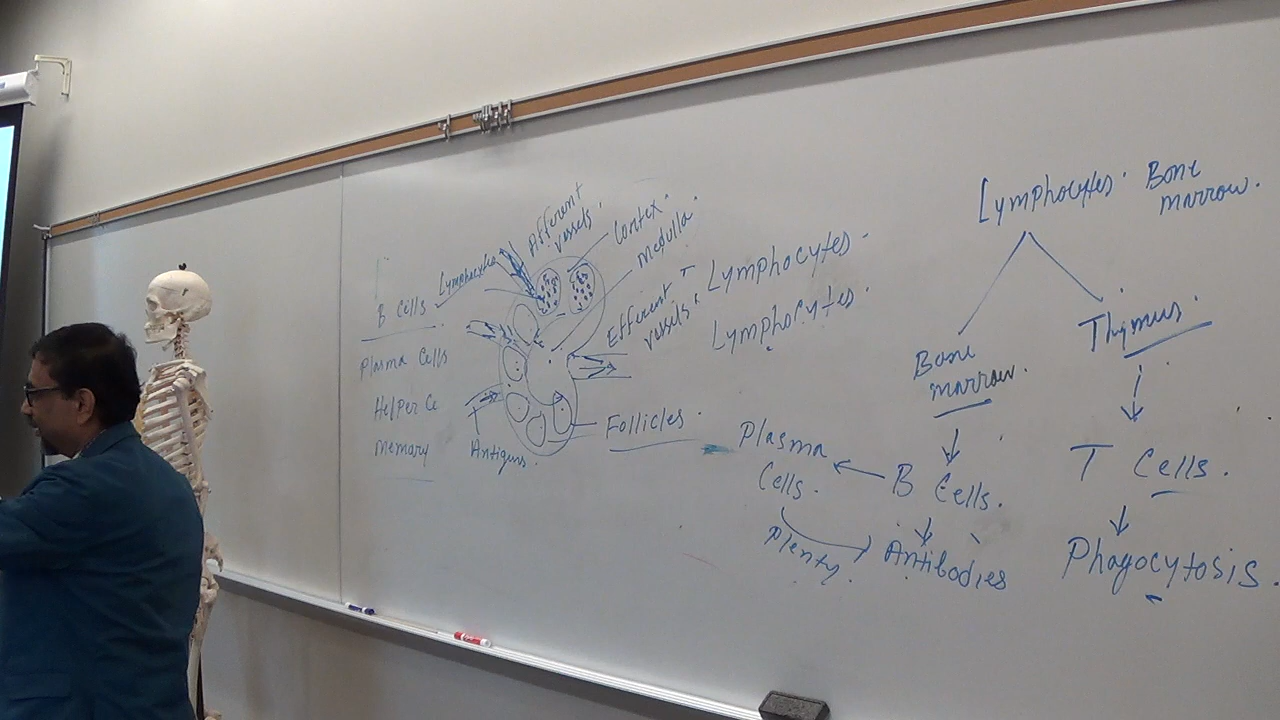 Afferent
vessels.
Cortex.
medulla.
Lymphocytes
B Cells
Plasma Cells
Helper Ce
memory
Antigens.
Efferent
vessels.
Follicles.
T Lymphocytes
Lymphocytes.
Lymphocytes. Bone
marrow.
Bone
marrow.
Thymus.
T Cells.
Phagocytosis.
B Cells.
Plasma
Cells.
Plenty.
Antibodies